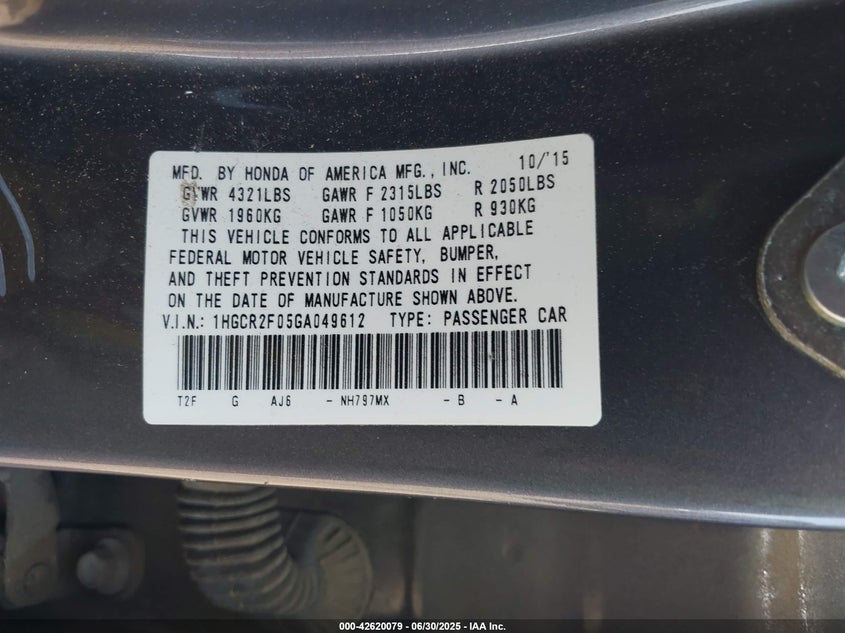 MFD. BY HONDA OF AMERICA MFG., INC. 10/'15
GVWR 4321LBS GAWR F 2315LBS R 2050LBS
GVWR 1960KG GAWR F 1050KG R 930KG
THIS VEHICLE CONFORMS TO ALL APPLICABLE
FEDERAL MOTOR VEHICLE SAFETY, BUMPER,
AND THEFT PREVENTION STANDARDS IN EFFECT
ON THE DATE OF MANUFACTURE SHOWN ABOVE.
V.I.N.: 1HGCR2F05GA049612 TYPE: PASSENGER CAR
T2F G AJ6 - NH797MX - B - A
000-42620079 — 06/30/2025 - IAA Inc.